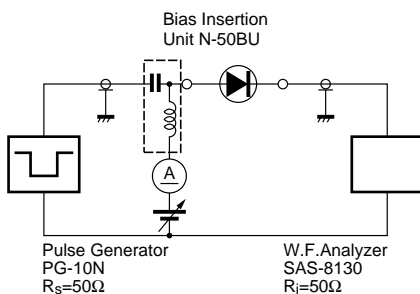 Bias Insertion
Unit N-50BU
A
Pulse Generator
PG-10N
Rs=50Ω
W.F.Analyzer
SAS-8130
Ri=50Ω